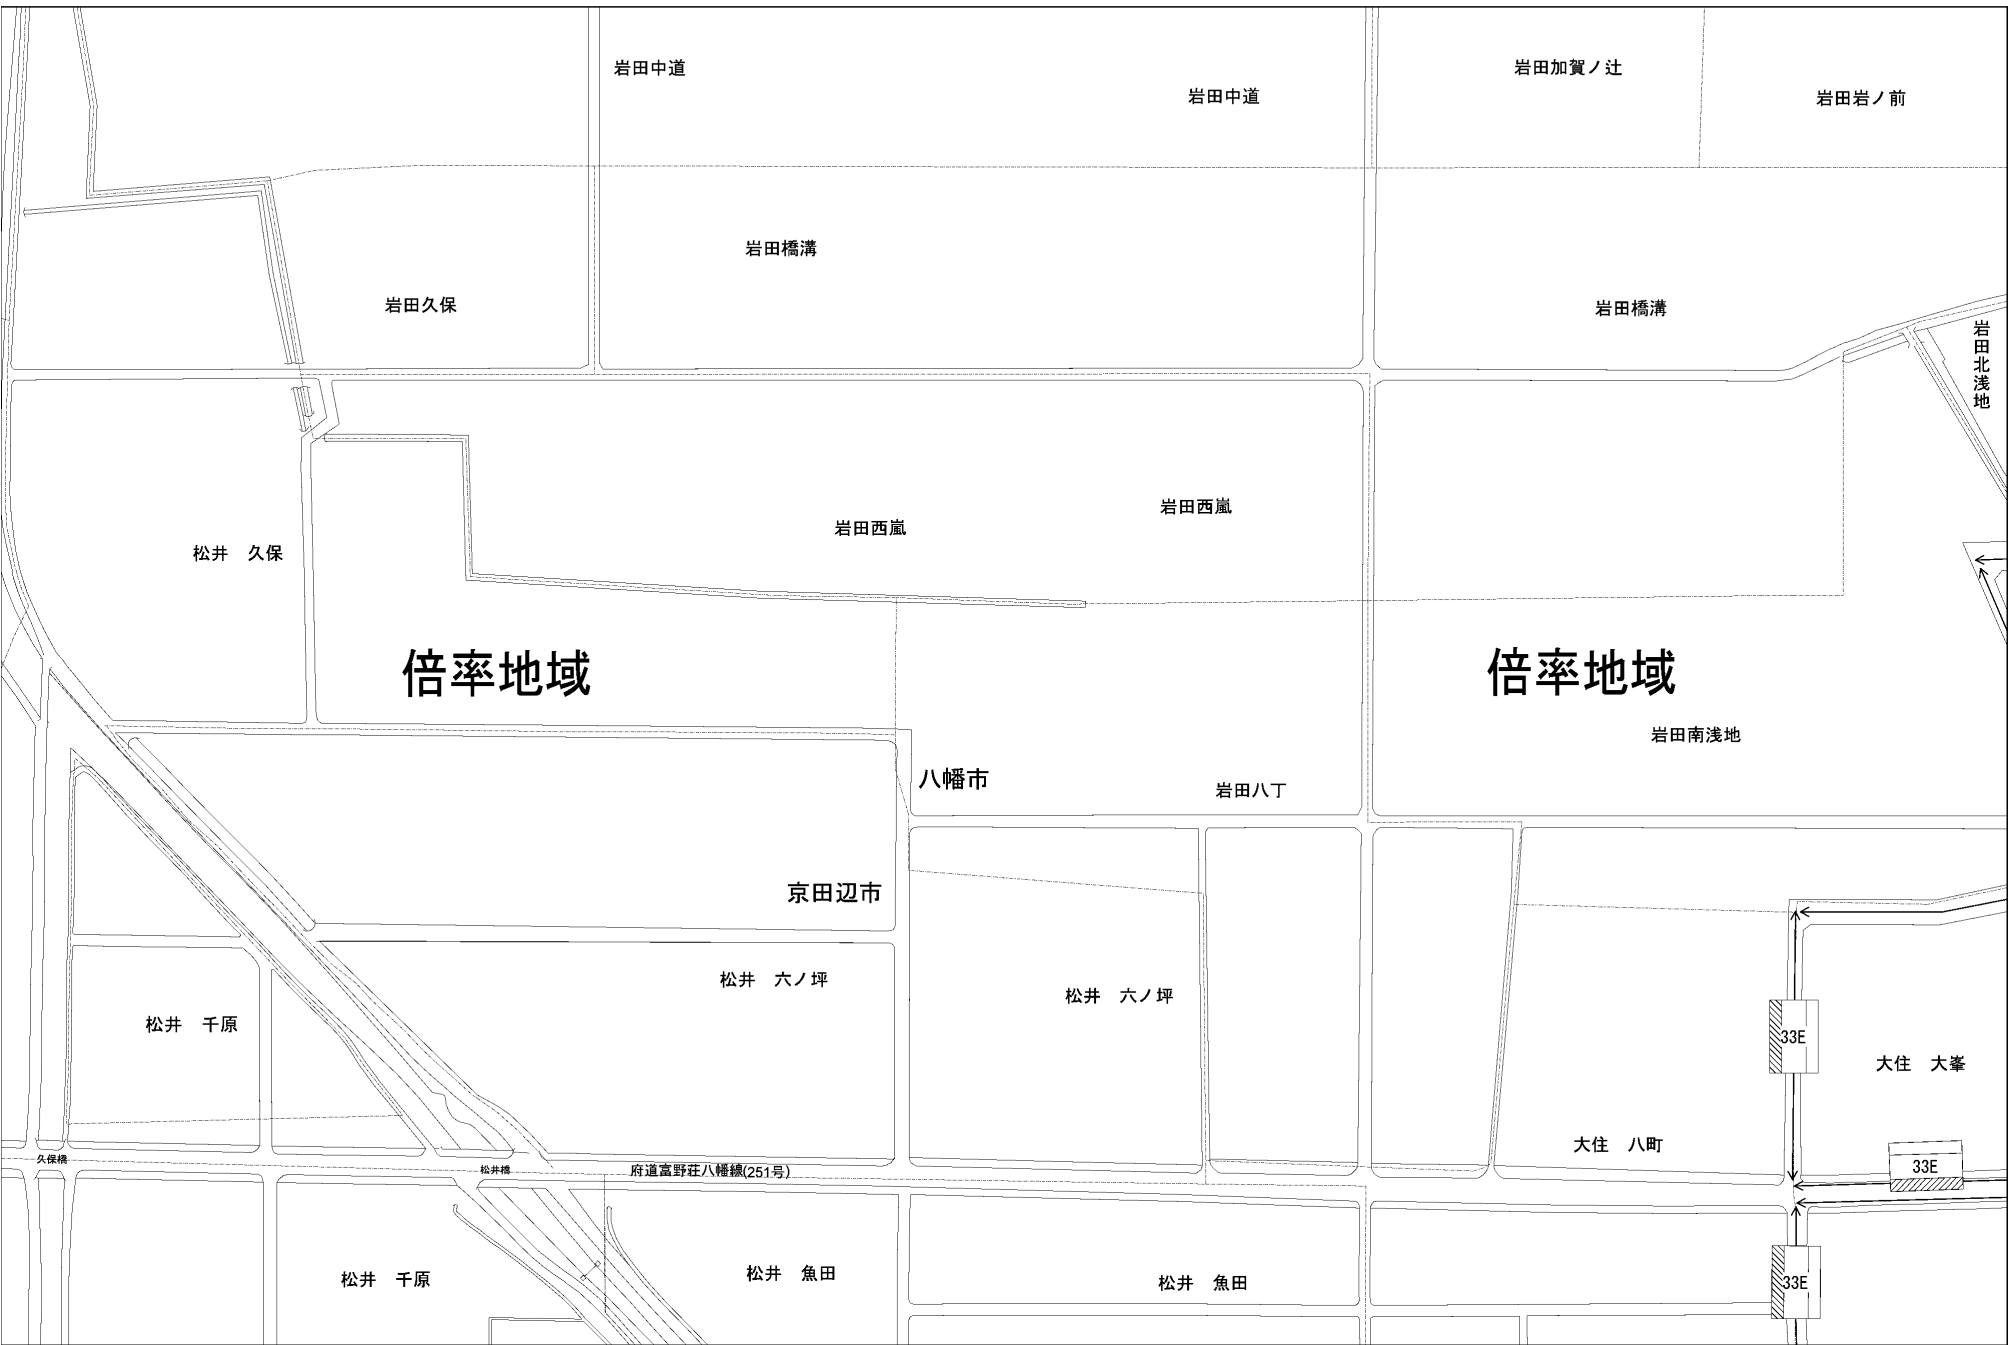 岩田中道
岩田中道
岩田加賀ノ辻
岩田岩ノ前
岩田橋溝
岩田久保
岩田橋溝
岩田北浅地
岩田西嵐
岩田西嵐
松井　久保
倍率地域
倍率地域
岩田南浅地
八幡市
岩田八丁
京田辺市
松井　六ノ坪
松井　六ノ坪
松井　千原
33E
大住　大峯
大住　八町
久保橋
松井橋
府道富野荘八幡線(251号)
33E
松井　千原
松井　魚田
松井　魚田
33E